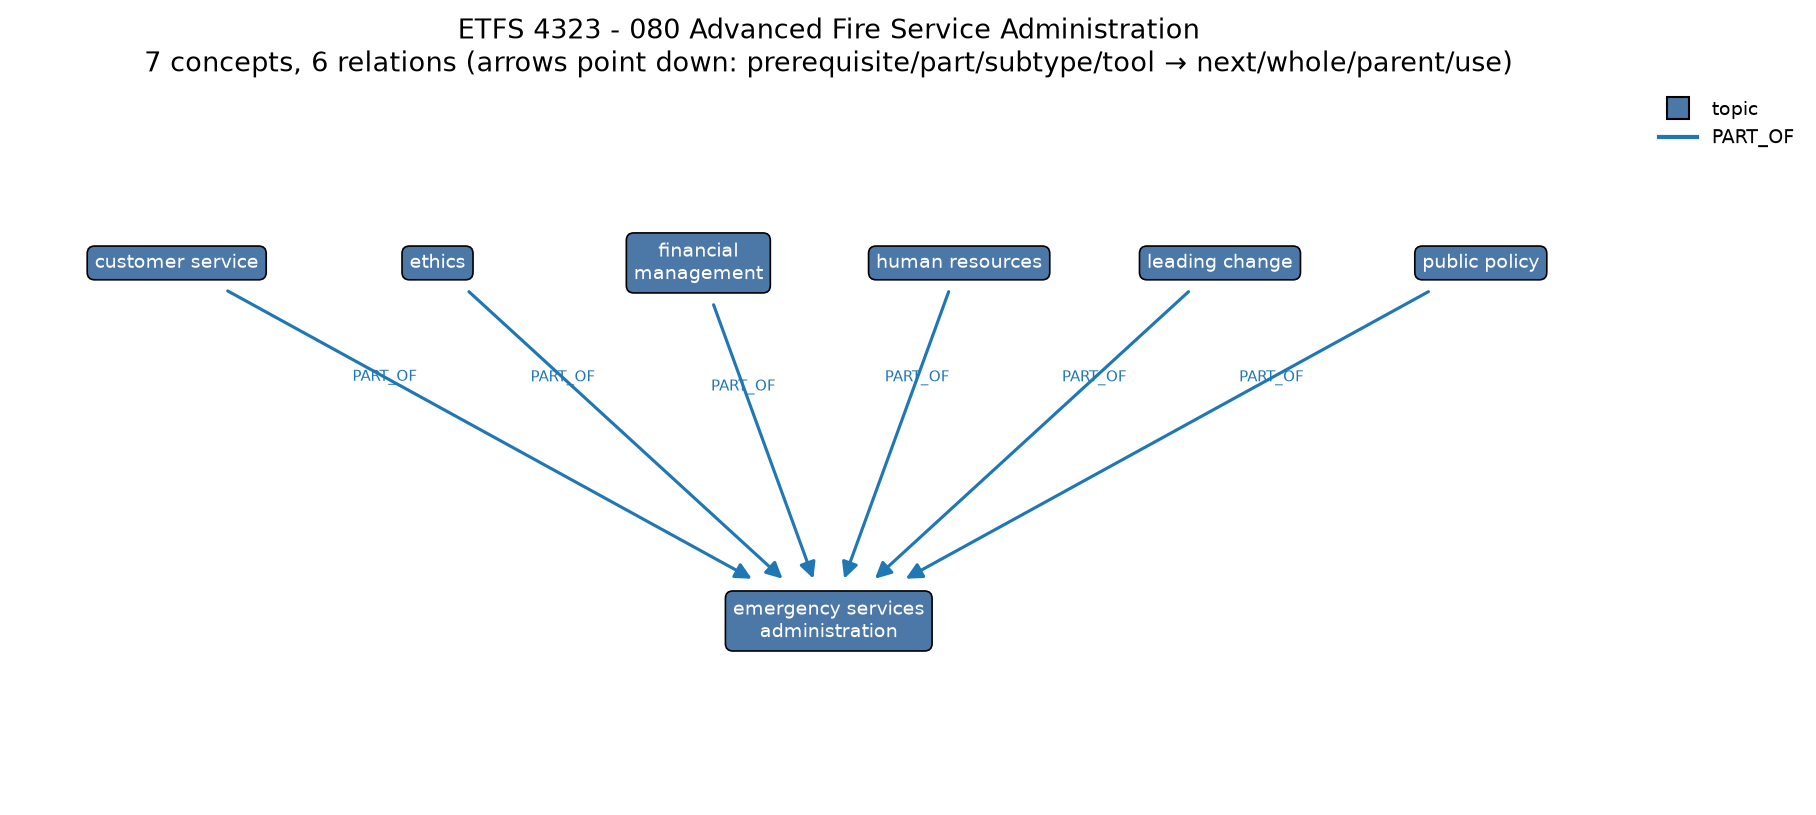 ETFS 4323 - 080 Advanced Fire Service Administration
7 concepts, 6 relations (arrows point down: prerequisite/part/subtype/tool → next/whole/parent/use)
topic
PART_OF
customer service
ethics
financial
management
human resources
leading change
public policy
PART_OF
PART_OF
PART_OF
PART_OF
PART_OF
PART_OF
emergency services
administration